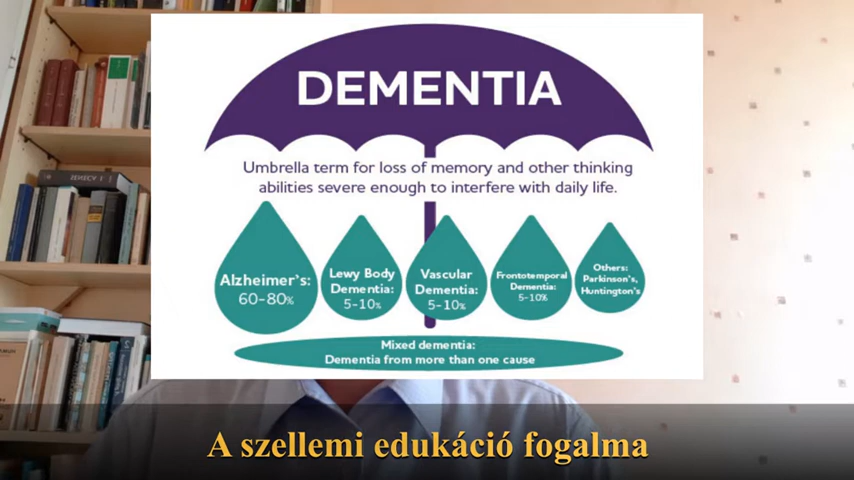 DEMENTIA
Umbrella term for loss of memory and other thinking
abilities severe enough to interfere with daily life.
Alzheimer's:
60-80%
Lewy Body
Dementia:
5-10%
Vascular
Dementia:
5-10%
Frontotemporal
Dementia:
5-10%
Others:
Parkinson's,
Huntington's
Mixed dementia:
Dementia from more than one cause
A szellemi edukáció fogalma